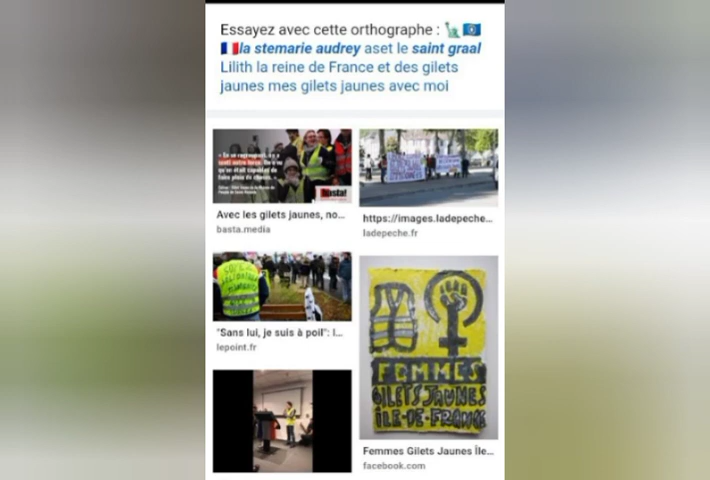 Essayez avec cette orthographe : 🗽🇺🇳
🇫🇷la stemarie audrey aset le saint graal
Lilith la reine de France et des gilets
jaunes mes gilets jaunes avec moi
basta!
Avec les gilets jaunes, no...
basta.media
https://images.ladepeche...
ladepeche.fr
"Sans lui, je suis à poil": l...
lepoint.fr
FEMMES
GILETS JAUNES
ÎLE-DE-FRANCE
Femmes Gilets Jaunes Île...
facebook.com